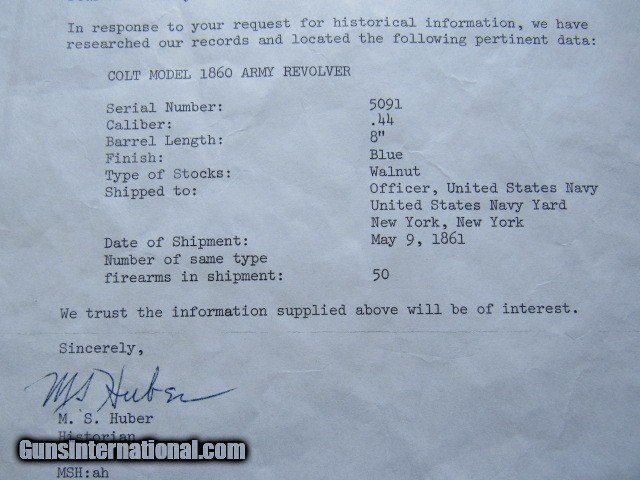 In response to your request for historical information, we have
researched our records and located the following pertinent data:
COLT MODEL 1860 ARMY REVOLVER
Serial Number: 5091
Caliber: .44
Barrel Length: 8"
Finish: Blue
Type of Stocks: Walnut
Shipped to: Officer, United States Navy
United States Navy Yard
New York, New York
Date of Shipment: May 9, 1861
Number of same type
firearms in shipment: 50
We trust the information supplied above will be of interest.
Sincerely,
MS Huber
M. S. Huber
Historian
GunsInternational.com
MSH:ah